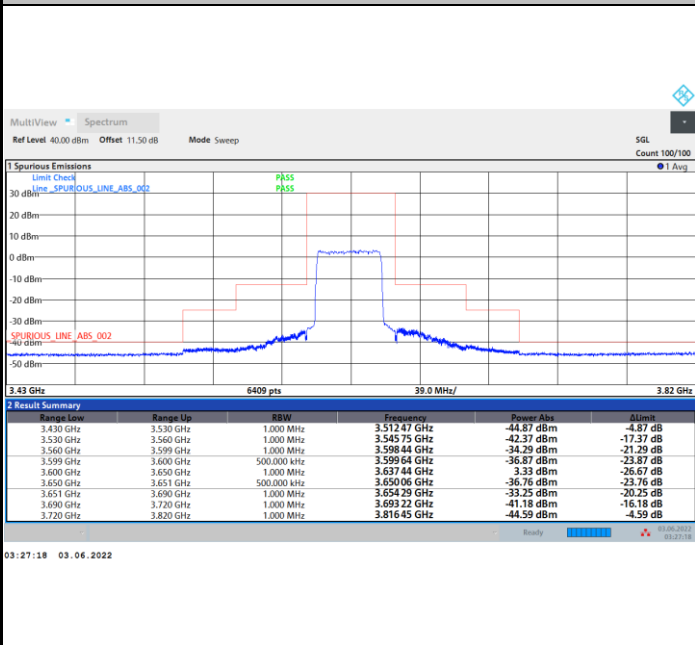 MultiView Spectrum
Ref Level 40.00 dBm Offset 11.50 dB Mode Sweep SGL
Count 100/100
1 Spurious Emissions 1 Avg
Limit Check PASS
Line _SPURIOUS_LINE_ABS_002 PASS
30 dBm
20 dBm
10 dBm
0 dBm
-10 dBm
-20 dBm
-30 dBm
SPURIOUS_LINE_ABS_002
-40 dBm
-50 dBm
3.43 GHz 6409 pts 39.0 MHz/ 3.82 GHz
2 Result Summary
Range Low Range Up RBW Frequency Power Abs ΔLimit
3.430 GHz 3.530 GHz 1.000 MHz 3.51247 GHz -44.87 dBm -4.87 dB
3.530 GHz 3.560 GHz 1.000 MHz 3.54575 GHz -42.37 dBm -17.37 dB
3.560 GHz 3.599 GHz 1.000 MHz 3.59844 GHz -34.29 dBm -21.29 dB
3.599 GHz 3.600 GHz 500.000 kHz 3.59964 GHz -36.87 dBm -23.87 dB
3.600 GHz 3.650 GHz 1.000 MHz 3.63744 GHz 3.33 dBm -26.67 dB
3.650 GHz 3.651 GHz 500.000 kHz 3.65006 GHz -36.76 dBm -23.76 dB
3.651 GHz 3.690 GHz 1.000 MHz 3.65429 GHz -33.25 dBm -20.25 dB
3.690 GHz 3.720 GHz 1.000 MHz 3.69322 GHz -41.18 dBm -16.18 dB
3.720 GHz 3.820 GHz 1.000 MHz 3.81645 GHz -44.59 dBm -4.59 dB
Ready 03.06.2022
03:27:18
03:27:18 03.06.2022